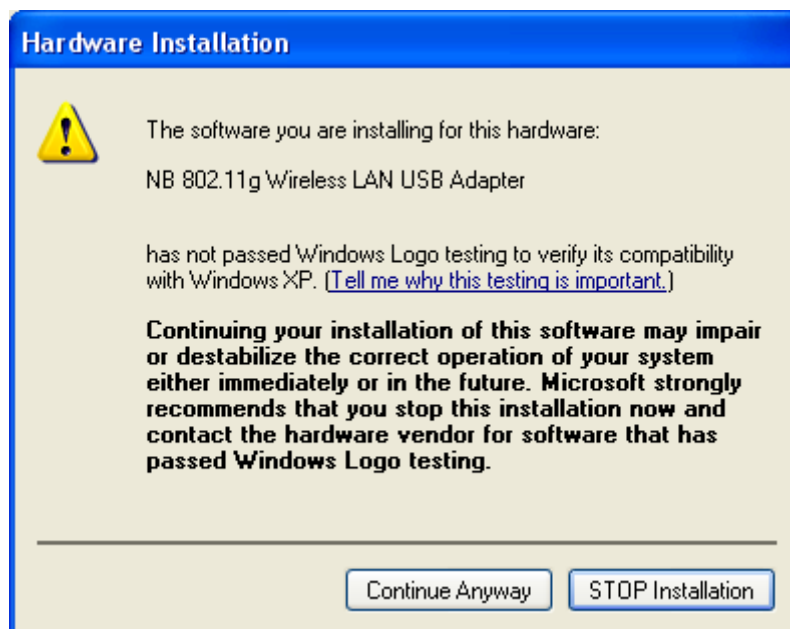 Hardware Installation
The software you are installing for this hardware:
NB 802.11g Wireless LAN USB Adapter
has not passed Windows Logo testing to verify its compatibility
with Windows XP. (Tell me why this testing is important.)
Continuing your installation of this software may impair
or destabilize the correct operation of your system
either immediately or in the future. Microsoft strongly
recommends that you stop this installation now and
contact the hardware vendor for software that has
passed Windows Logo testing.
Continue Anyway
STOP Installation